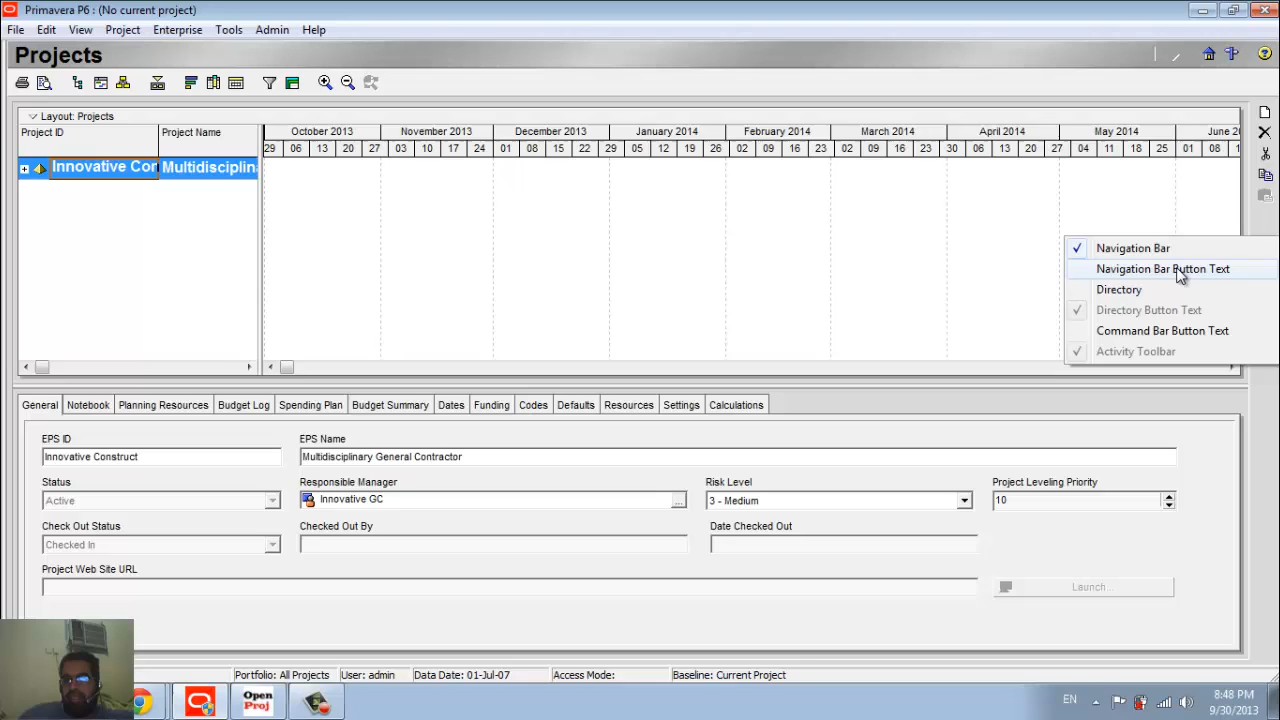 Primavera P6 : (No current project)
File Edit View Project Enterprise Tools Admin Help
Projects
Layout: Projects
Project ID Project Name
October 2013 November 2013 December 2013 January 2014 February 2014 March 2014 April 2014 May 2014 June 20
29 06 13 20 27 03 10 17 24 01 08 15 22 29 05 12 19 26 02 09 16 23 02 09 16 23 30 06 13 20 27 04 11 18 25 01 08 1
Innovative Con Multidisciplin
Navigation Bar
Navigation Bar Button Text
Directory
Directory Button Text
Command Bar Button Text
Activity Toolbar
General Notebook Planning Resources Budget Log Spending Plan Budget Summary Dates Funding Codes Defaults Resources Settings Calculations
EPS ID EPS Name
Innovative Construct Multidisciplinary General Contractor
Status Responsible Manager Risk Level Project Leveling Priority
Active Innovative GC ... 3 - Medium 10
Check Out Status Checked Out By Date Checked Out
Checked In
Project Web Site URL
Launch...
Portfolio: All Projects User: admin Data Date: 01-Jul-07 Access Mode: Baseline: Current Project
Open Proj
EN 8:48 PM
9/30/2013